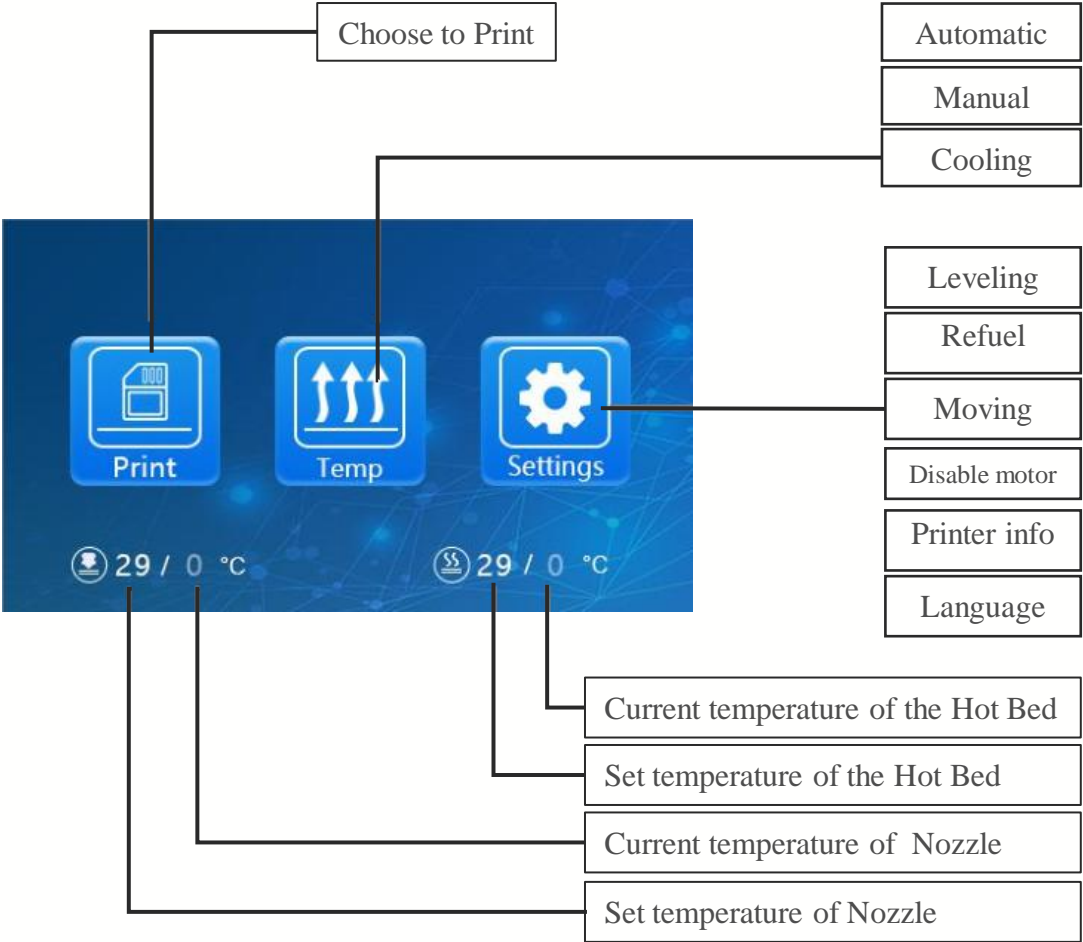 Choose to Print
Automatic
Manual
Cooling
Leveling
Refuel
Moving
Disable motor
Printer info
Language
Print
Temp
Settings
29 / 0 °C
29 / 0 °C
Current temperature of the Hot Bed
Set temperature of the Hot Bed
Current temperature of Nozzle
Set temperature of Nozzle